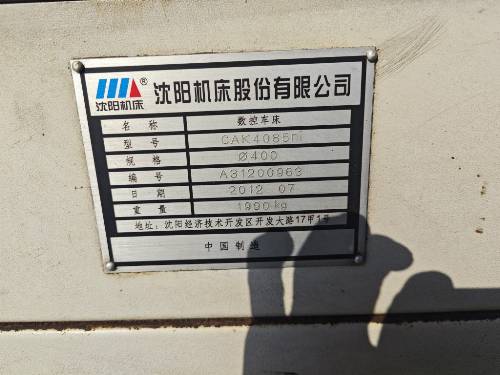 沈阳机床® 沈阳机床股份有限公司
名 称 数控车床
型 号 CAK4085ni
规 格 Ø400
编 号 A31200963
日 期 2012 07
重 量 1990kg
地址: 沈阳经济技术开发区开发大路17甲1号
中国制造